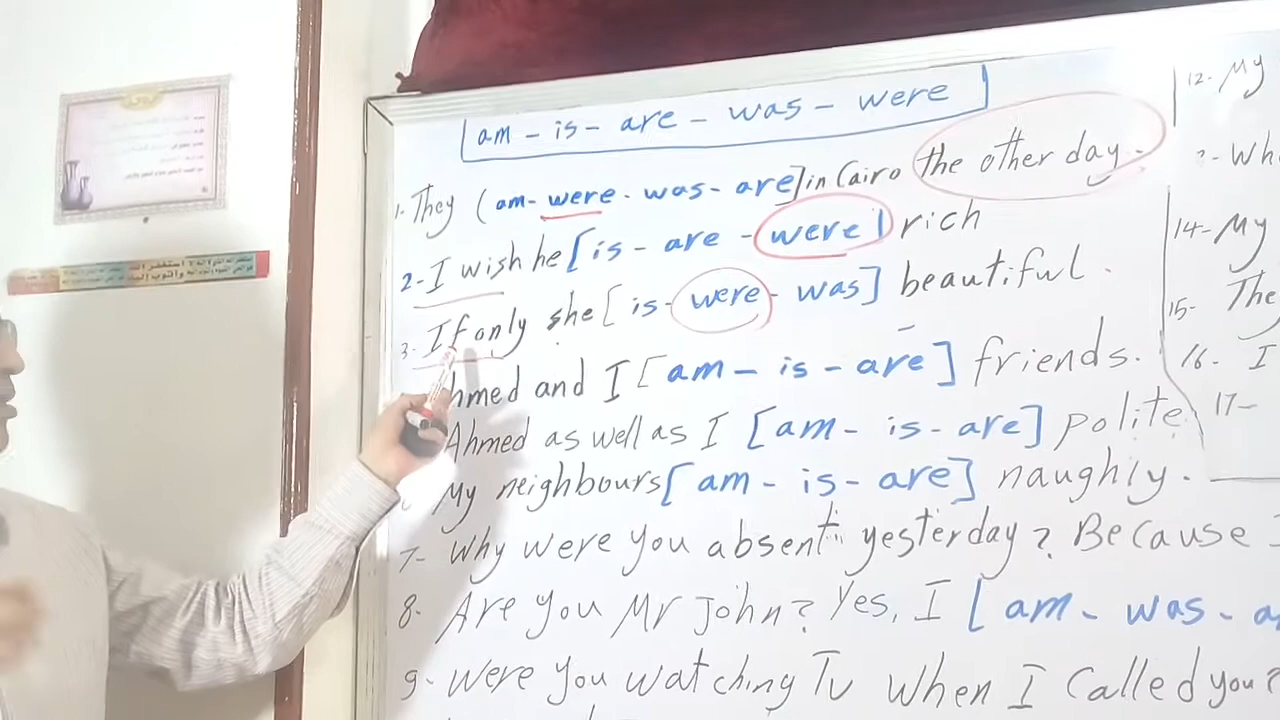 am - is - are - was - were
1. They (am - were - was - are] in Cairo the other day.
2- I wish he [is - are - were] rich
3- If only she [is - were - was] beautiful.
hmed and I [am - is - are] friends.
Ahmed as well as I [am - is - are] polite.
My neighbours [am - is - are] naughly.
7- Why were you absent yesterday? Because
8- Are you Mr John? Yes, I [am - was - a
9- Were you watching Tv when I called you?
12- My
Wh
14- My
15- The
16- I
17-